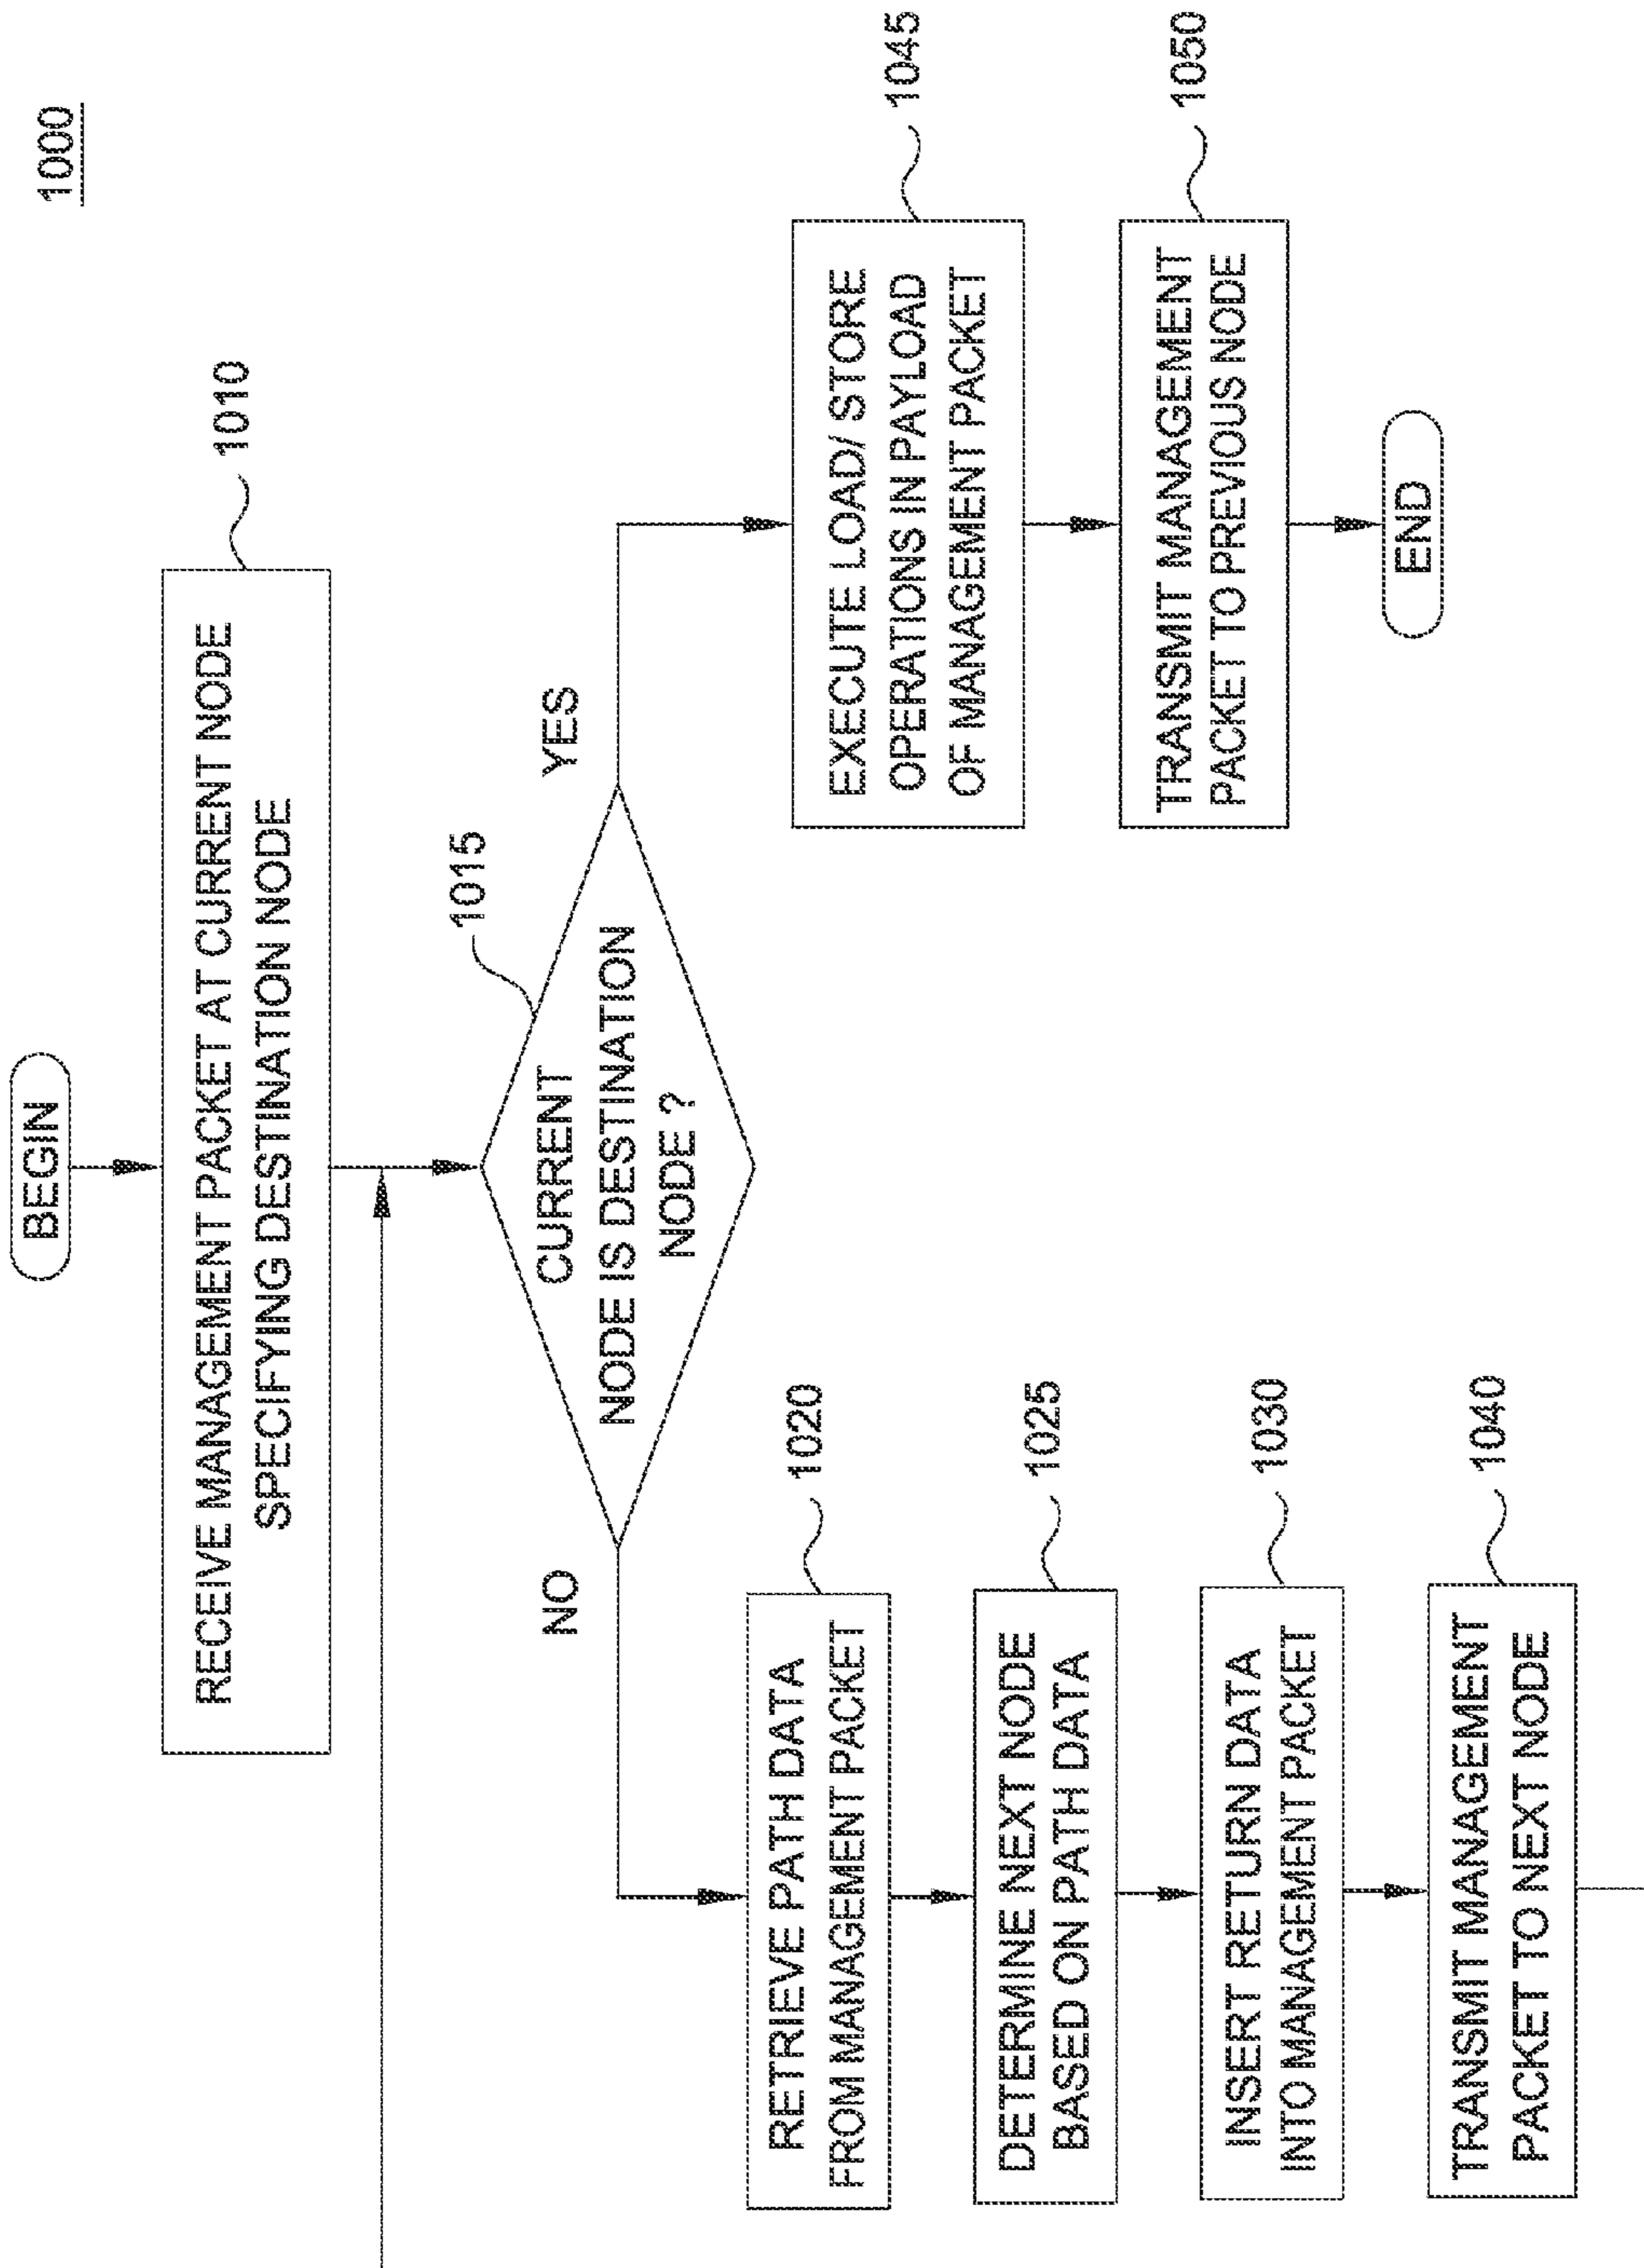 1000
BEGIN
RECEIVE MANAGEMENT PACKET AT CURRENT NODE
SPECIFYING DESTINATION NODE
1010
CURRENT
NODE IS DESTINATION
NODE ?
1015
NO
YES
RETRIEVE PATH DATA
FROM MANAGEMENT PACKET
1020
DETERMINE NEXT NODE
BASED ON PATH DATA
1025
INSERT RETURN DATA
INTO MANAGEMENT PACKET
1030
TRANSMIT MANAGEMENT
PACKET TO NEXT NODE
1040
EXECUTE LOAD/ STORE
OPERATIONS IN PAYLOAD
OF MANAGEMENT PACKET
1045
TRANSMIT MANAGEMENT
PACKET TO PREVIOUS NODE
1050
END